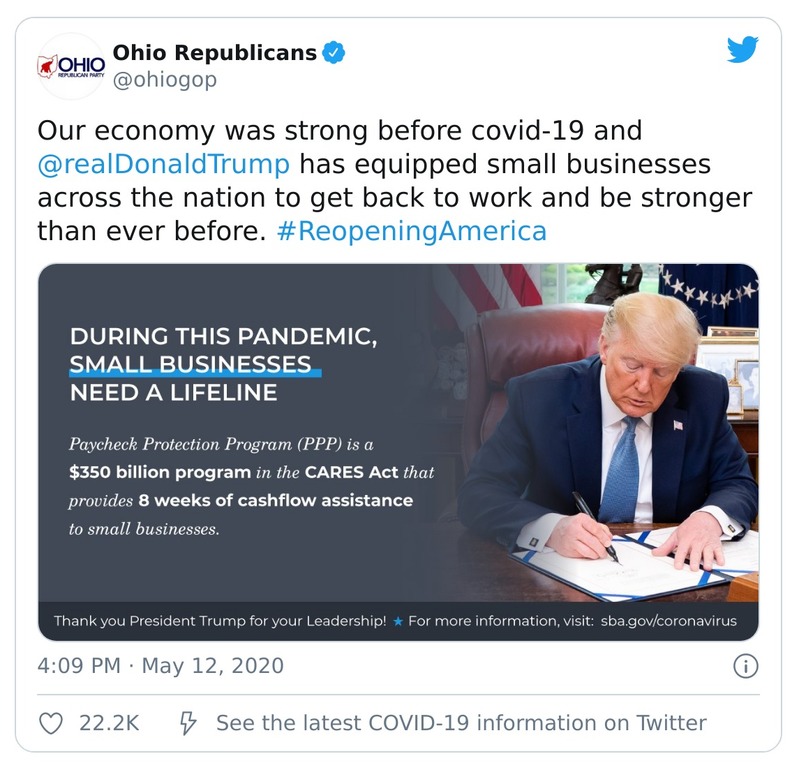 OHIO
REPUBLICAN PARTY
Ohio Republicans
@ohiogop
Our economy was strong before covid-19 and
@realDonaldTrump has equipped small businesses
across the nation to get back to work and be stronger
than ever before. #ReopeningAmerica
DURING THIS PANDEMIC,
SMALL BUSINESSES
NEED A LIFELINE
Paycheck Protection Program (PPP) is a
$350 billion program in the CARES Act that
provides 8 weeks of cashflow assistance
to small businesses.
Thank you President Trump for your Leadership! ★ For more information, visit: sba.gov/coronavirus
4:09 PM · May 12, 2020
22.2K See the latest COVID-19 information on Twitter